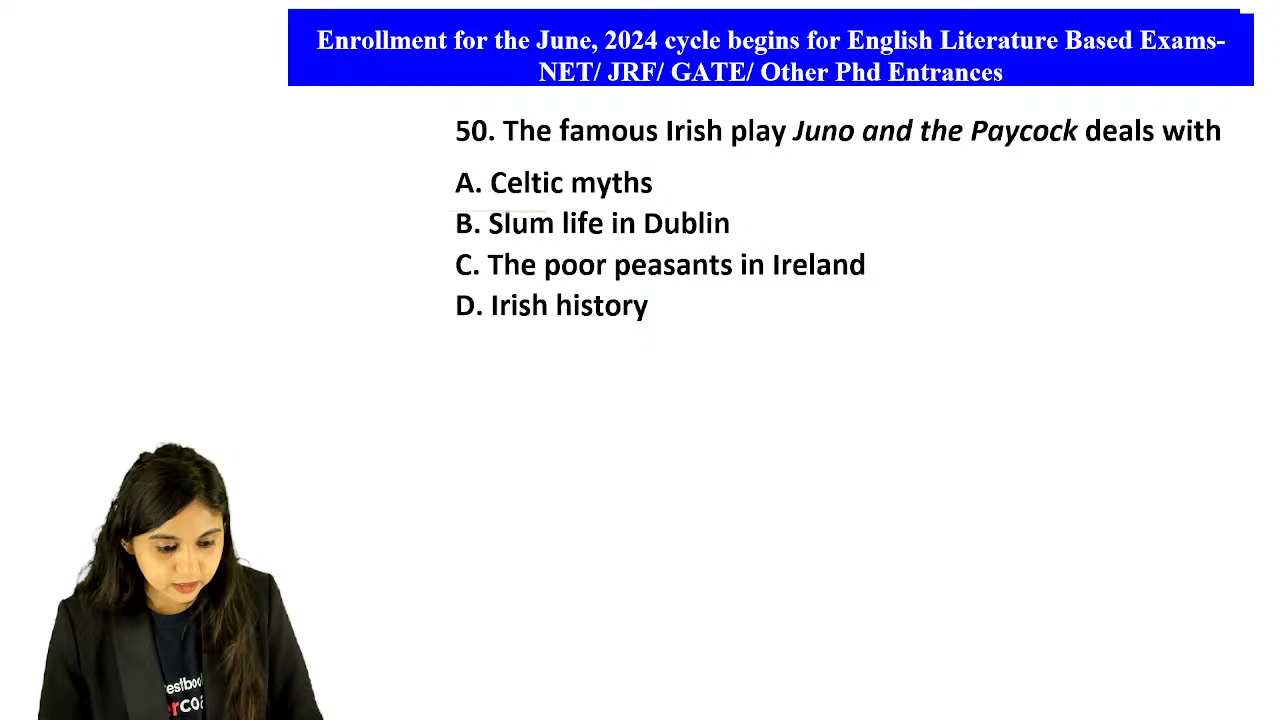 Enrollment for the June, 2024 cycle begins for English Literature Based Exams-
NET/ JRF/ GATE/ Other Phd Entrances
50. The famous Irish play Juno and the Paycock deals with
A. Celtic myths
B. Slum life in Dublin
C. The poor peasants in Ireland
D. Irish history